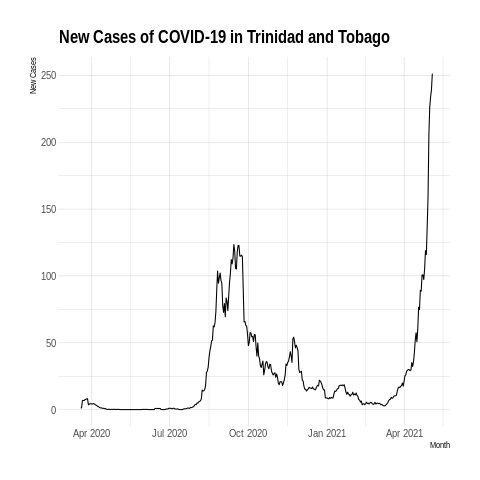 New Cases of COVID-19 in Trinidad and Tobago
New Cases
250
200
150
100
50
0
Apr 2020 Jul 2020 Oct 2020 Jan 2021 Apr 2021
Month